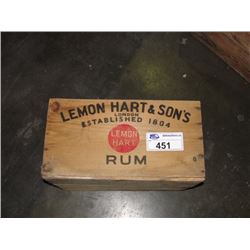 LEMON HART & SON'S
LONDON
ESTABLISHED 1804
LEMON
HART
451
RUM